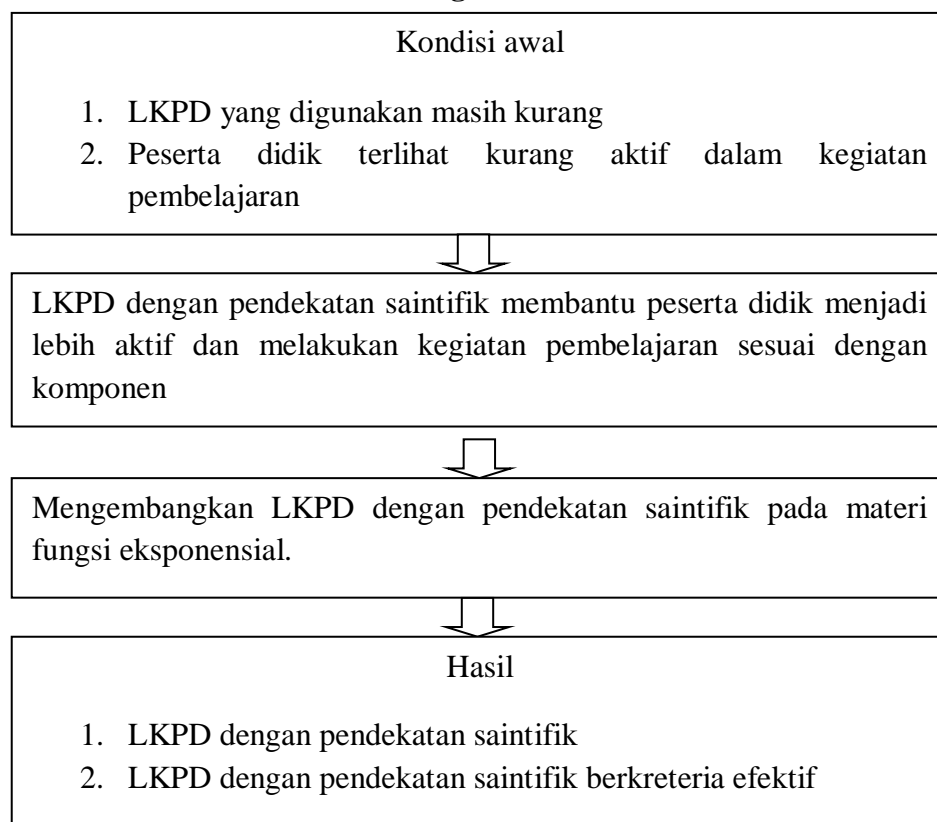 Kondisi awal
1. LKPD yang digunakan masih kurang
2. Peserta didik terlihat kurang aktif dalam kegiatan
pembelajaran
LKPD dengan pendekatan saintifik membantu peserta didik menjadi
lebih aktif dan melakukan kegiatan pembelajaran sesuai dengan
komponen
Mengembangkan LKPD dengan pendekatan saintifik pada materi
fungsi eksponensial.
Hasil
1. LKPD dengan pendekatan saintifik
2. LKPD dengan pendekatan saintifik berkreteria efektif